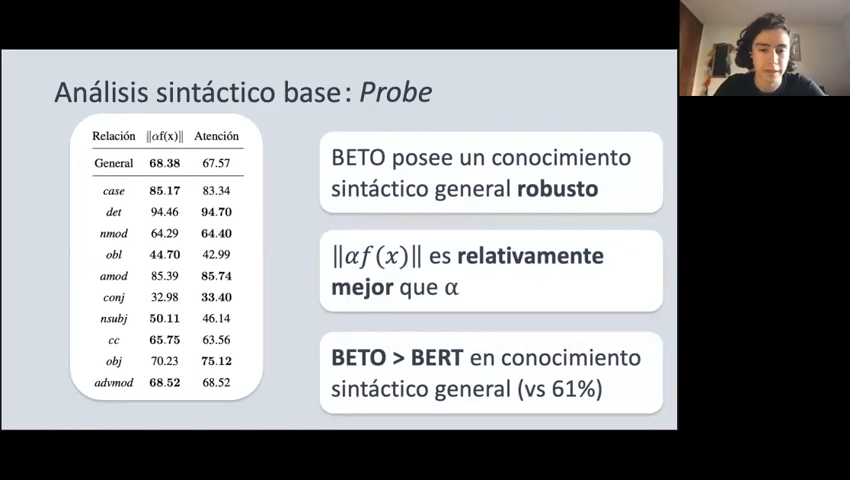 Análisis sintáctico base: Probe
Relación ‖αf(x)‖ Atención
General 68.38 67.57
case 85.17 83.34
det 94.46 94.70
nmod 64.29 64.40
obl 44.70 42.99
amod 85.39 85.74
conj 32.98 33.40
nsubj 50.11 46.14
cc 65.75 63.56
obj 70.23 75.12
advmod 68.52 68.52
BETO posee un conocimiento
sintáctico general robusto
‖αf(x)‖ es relativamente
mejor que α
BETO > BERT en conocimiento
sintáctico general (vs 61%)